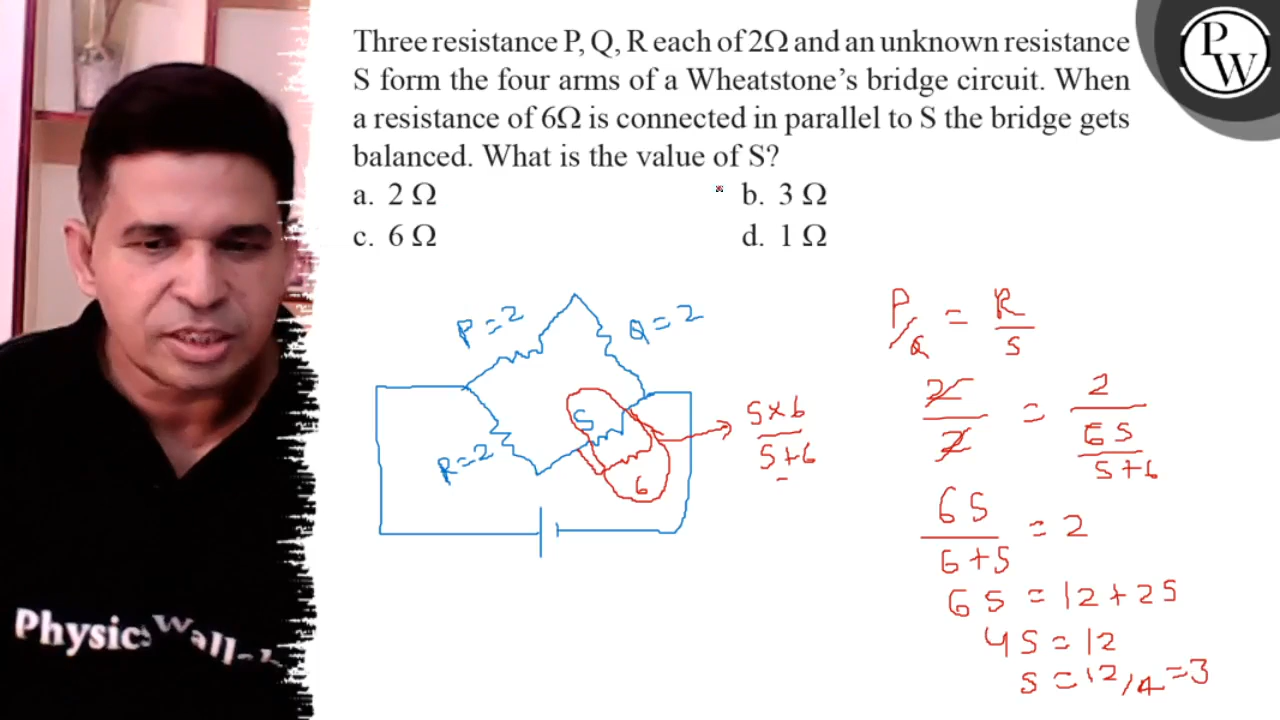 Three resistance P, Q, R each of 2Ω and an unknown resistance
S form the four arms of a Wheatstone's bridge circuit. When
a resistance of 6Ω is connected in parallel to S the bridge gets
balanced. What is the value of S?
a. 2 Ω
b. 3 Ω
c. 6 Ω
d. 1 Ω
PW
P=2
Q=2
R=2
S
6
S×6
S+6
P/Q = R/S
2/2 = 2
6S
S+6
6S
6+S
= 2
6S = 12+2S
4S = 12
S = 12/4 = 3
Physics